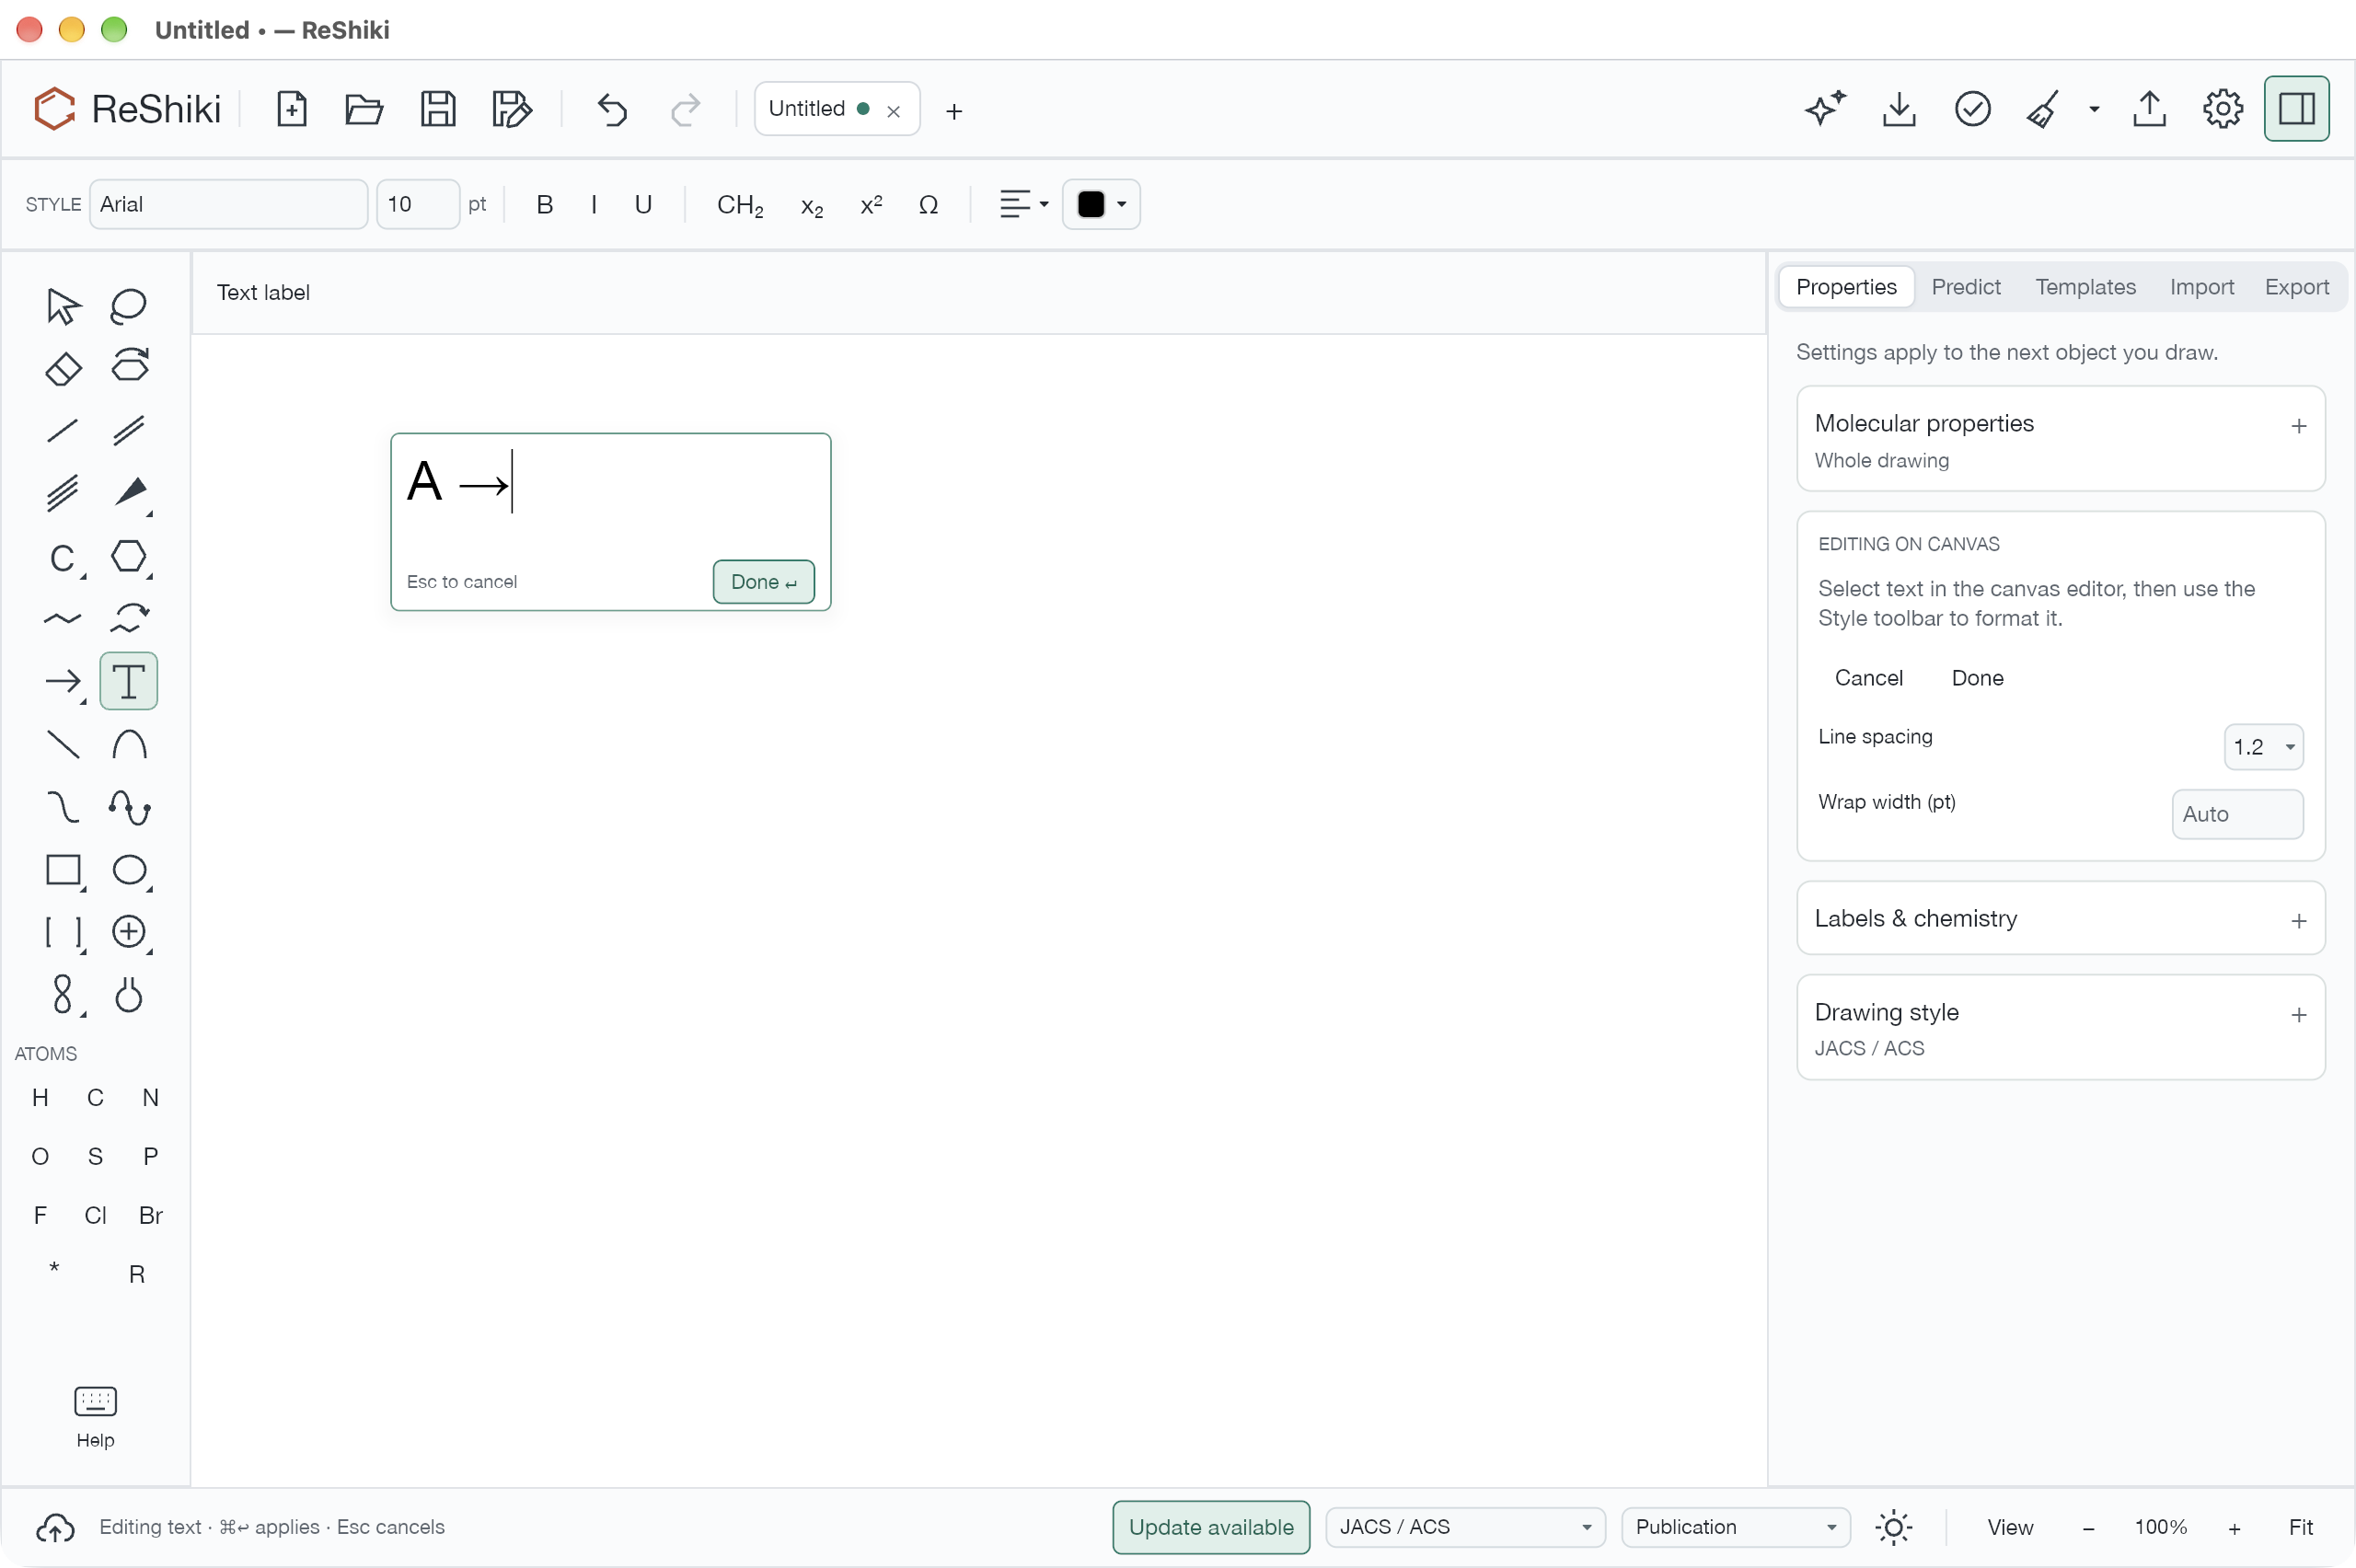 Untitled • — ReShiki
ReShiki
Untitled
STYLE Arial 10 pt B I U CH₂ x₂ x² Ω
Text label
A →
Esc to cancel
Done ↵
C
T
ATOMS
H C N
O S P
F Cl Br
* R
Help
Properties Predict Templates Import Export
Settings apply to the next object you draw.
Molecular properties +
Whole drawing
EDITING ON CANVAS
Select text in the canvas editor, then use the
Style toolbar to format it.
Cancel Done
Line spacing 1.2
Wrap width (pt) Auto
Labels & chemistry +
Drawing style +
JACS / ACS
Editing text · ⌘↩ applies · Esc cancels
Update available
JACS / ACS
Publication
View − 100% + Fit